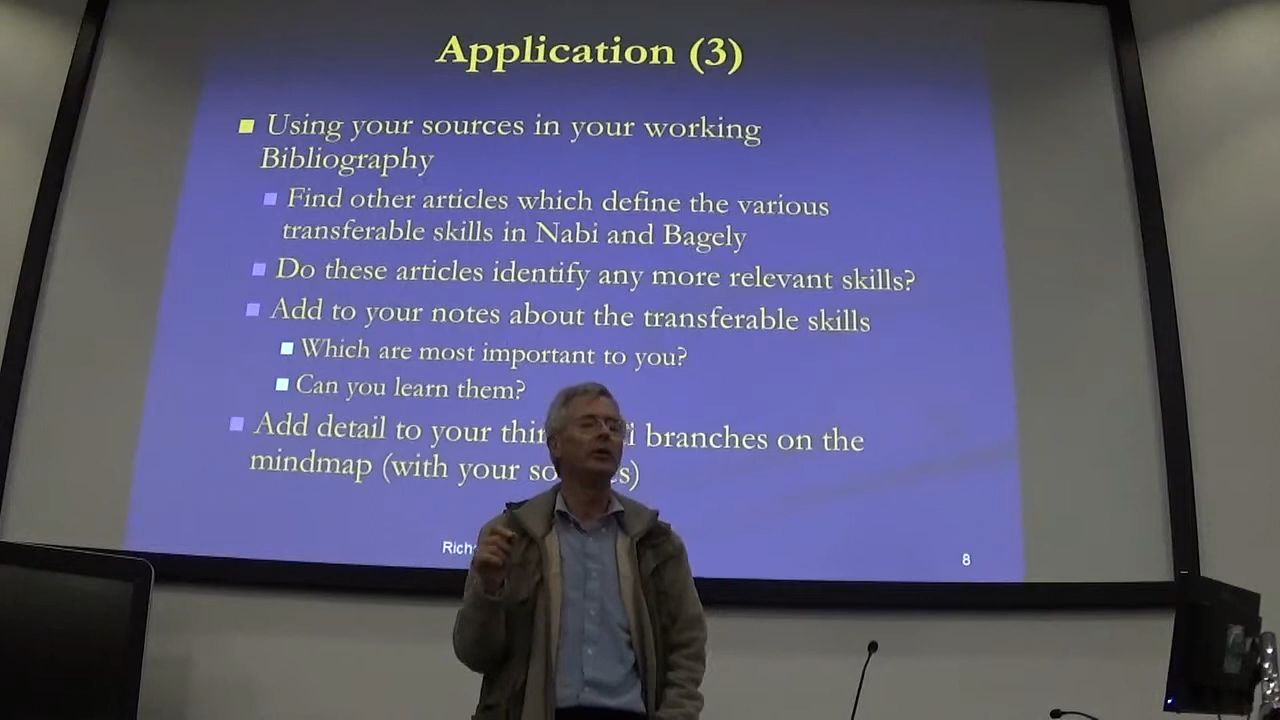 Application (3)
Using your sources in your working
Bibliography
Find other articles which define the various
transferable skills in Nabi and Bagely
Do these articles identify any more relevant skills?
Add to your notes about the transferable skills
Which are most important to you?
Can you learn them?
Add detail to your branches on the
mindmap (with your
8